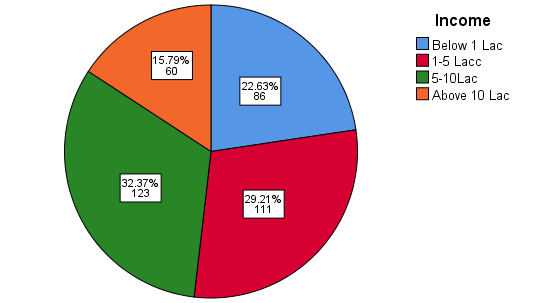 Income
Below 1 Lac
1-5 Lacc
5-10Lac
Above 10 Lac
15.79%
60
22.63%
86
32.37%
123
29.21%
111